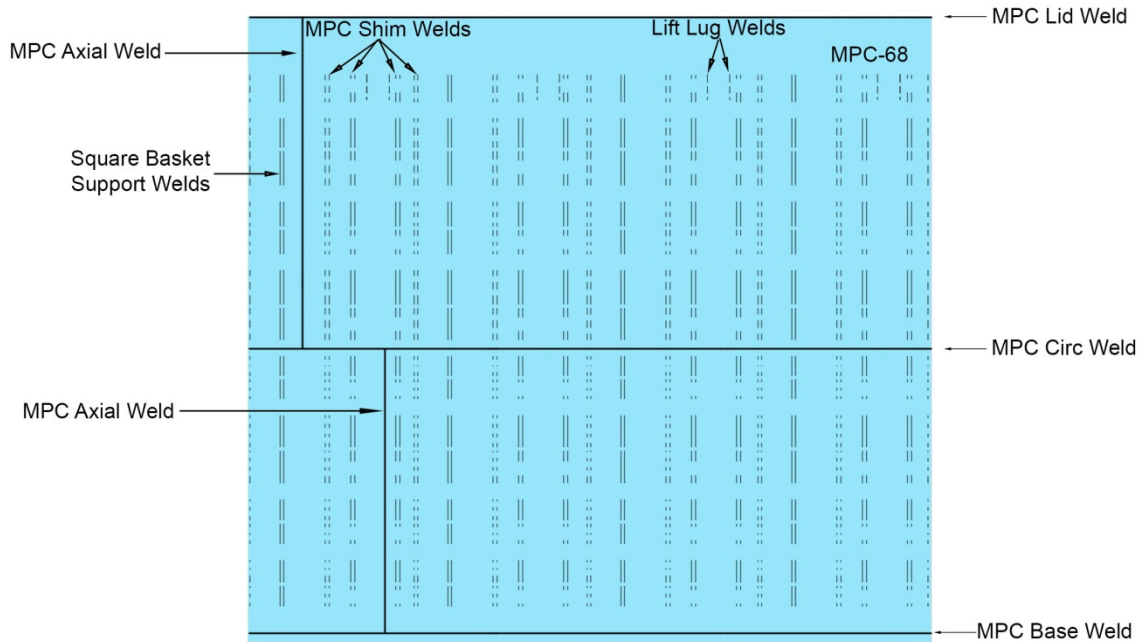 MPC Lid Weld
MPC Axial Weld
MPC Shim Welds
Lift Lug Welds
MPC-68
Square Basket
Support Welds
MPC Circ Weld
MPC Axial Weld
MPC Base Weld